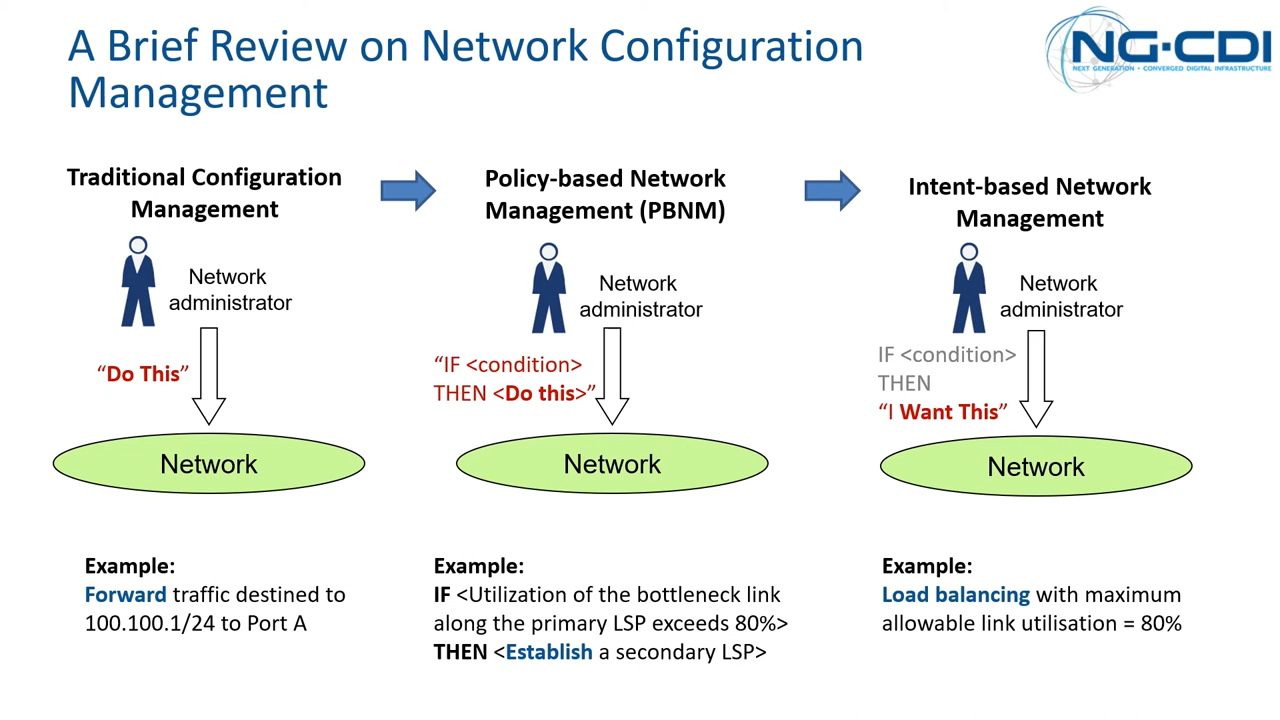 A Brief Review on Network Configuration
Management
NG-CDI
NEXT GENERATION • CONVERGED DIGITAL INFRASTRUCTURE
Traditional Configuration
Management
Network
administrator
“Do This”
Network
Example:
Forward traffic destined to
100.100.1/24 to Port A
Policy-based Network
Management (PBNM)
Network
administrator
“IF <condition>
THEN <Do this>”
Network
Example:
IF <Utilization of the bottleneck link
along the primary LSP exceeds 80%>
THEN <Establish a secondary LSP>
Intent-based Network
Management
Network
administrator
IF <condition>
THEN
“I Want This”
Network
Example:
Load balancing with maximum
allowable link utilisation = 80%